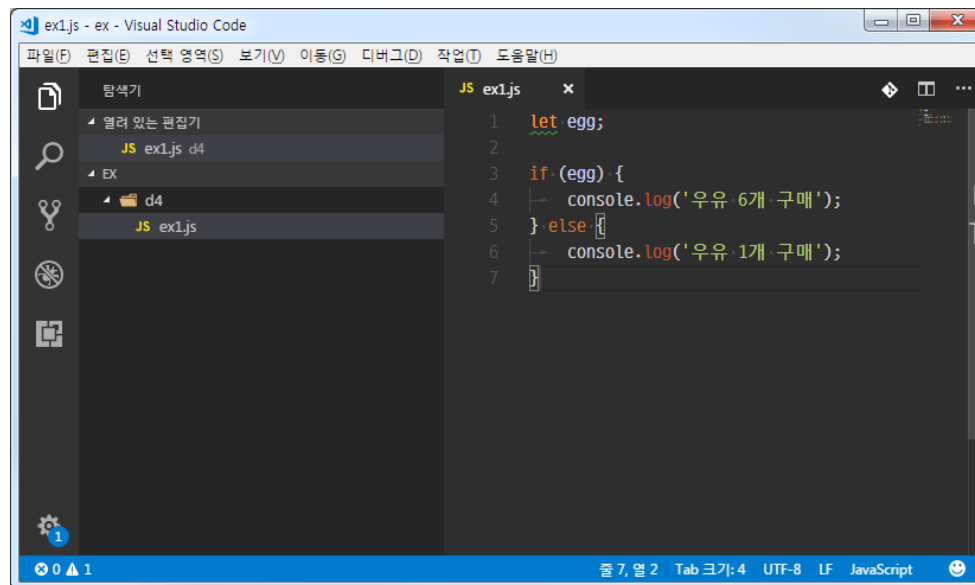 ex1.js - ex - Visual Studio Code
파일(F) 편집(E) 선택 영역(S) 보기(V) 이동(G) 디버그(D) 작업(T) 도움말(H)
탐색기
열려 있는 편집기
JS ex1.js d4
EX
d4
JS ex1.js
JS ex1.js
1 let egg;
2
3 if (egg) {
4 console.log('우유 6개 구매');
5 } else {
6 console.log('우유 1개 구매');
7 }
1
0 1 줄 7, 열 2 Tab 크기: 4 UTF-8 LF JavaScript